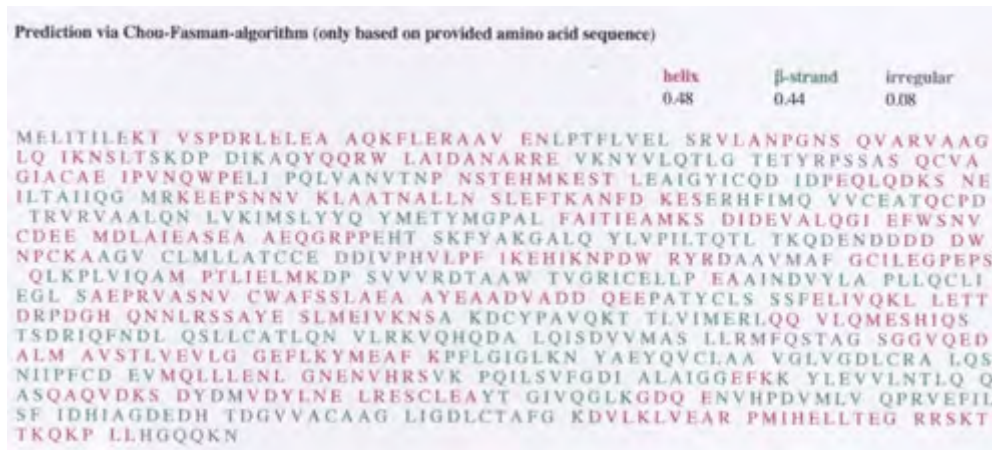 Prediction via Chou-Fasman-algorithm (only based on provided amino acid sequence)
helix β-strand irregular
0.48 0.44 0.08
MELITILEKT VSPDRLELEA AQKFLERAAV ENLPTFLVEL SRVLANPGNS QVARVAAG
LQ IKNSLTSKDP DIKAQYQQRW LAIDANARRE VKNYVLQTLG TETYRPSSAS QCVA
GIACAE IPVNQWPELI PQLVANVTNP NSTEHMKEST LEAIGYICQD IDPEQLQDKS NE
ILTAIIQG MRKEEPSNNV KLAATNALLN SLEFTKANFD KESERHFIMQ VVCEATQCPD
TRVRVAALQN LVKIMSLYYQ YMETYMGPAL FAITIEAMKS DIDEVALQGI EFWSNV
CDEE MDLAIEASEA AEQGRPPEHT SKFYAKGALQ YLVPILTQTL TKQDENDDDD DW
NPCKAAGV CLMLLATCCE DDIVPHVLPF IKEHIKNPDW RYRDAAVMAF GCILEGPEPS
QLKPLVIQAM PTLIELMKDP SVVVRDTAAW TVGRICELLP EAAINDVYLA PLLQCLI
EGL SAEPRVASNV CWAFSSLAEA AYEAADVADD QEEPATYCLS SSFELIVQKL LETT
DRPDGH QNNLRSSAYE SLMEIVKNSA KDCYPAVQKT TLVIMERLQQ VLQMESHIQS
TSDRIQFNDL QSLLCATLQN VLRKVQHQDA LQISDVVMAS LLRMFQSTAG SGGVQED
ALM AVSTLVEVLG GEFLKYMEAF KPFLGIGLKN YAEYQVCLAA VGLVGDLCRA LQS
NIIPFCD EVMQLLLENL GNENVHRSVK PQILSVFGDI ALAIGGEFKK YLEVVLNTLQ Q
ASQAQVDKS DYDMVDYLNE LRESCLEAYT GIVQGLKGDQ ENVHPDVMLV QPRVEFIL
SF IDHIAGDEDH TDGVVACAAG LIGDLCTAFG KDVLKLVEAR PMIHELLTEG RRSKT
TKQKP LLHGQQKN